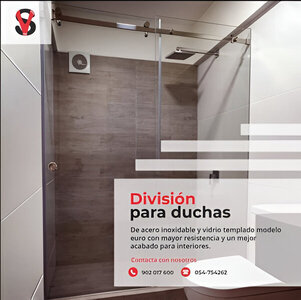 División
para duchas
De acero inoxidable y vidrio templado modelo
euro con mayor resistencia y un mejor
acabado para interiores.
Contacta con nosotros
902 017 600 054-754262